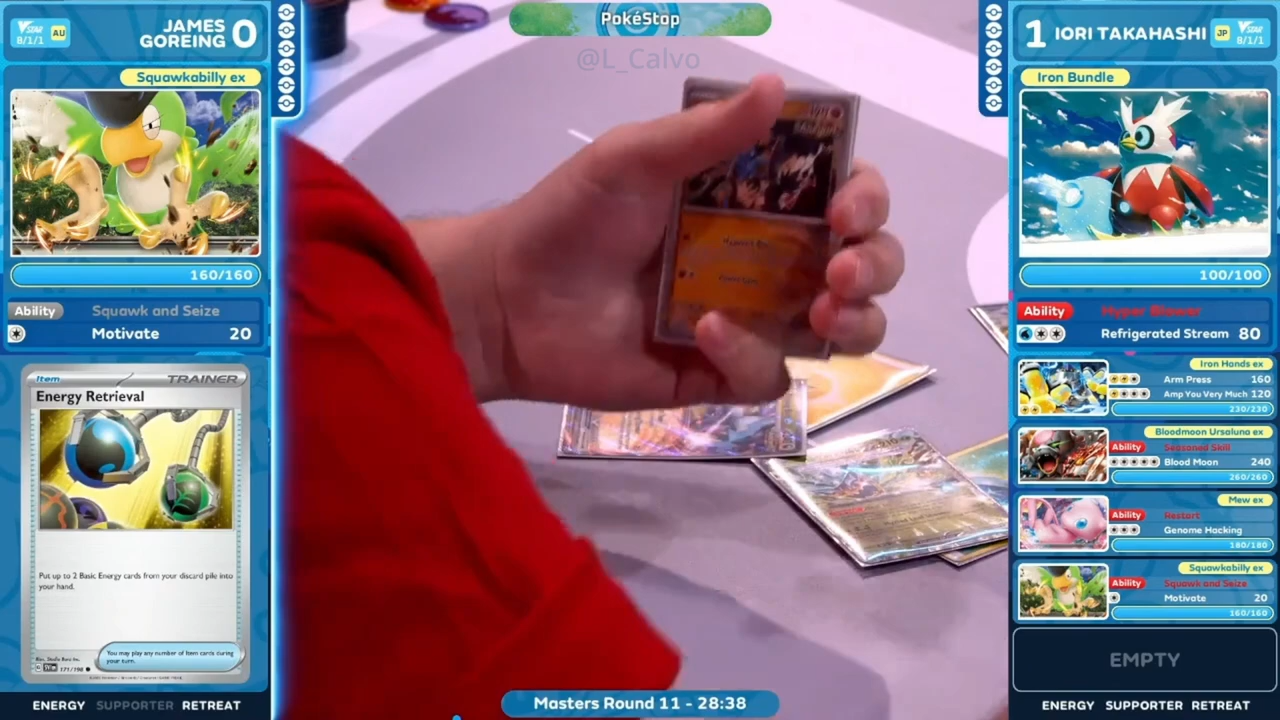 VSTAR
8/1/1
AU
JAMES
GOREING
0
Squawkabilly ex
160/160
Ability Squawk and Seize
Motivate 20
Item TRAINER
Energy Retrieval
Put up to 2 Basic Energy cards from your discard pile into
your hand.
You may play any number of Item cards during
your turn.
171/198
ENERGY SUPPORTER RETREAT
PokéStop
@L_Calvo
Masters Round 11 - 28:38
1 IORI TAKAHASHI
JP
VSTAR
8/1/1
Iron Bundle
100/100
Ability Hyper Blower
Refrigerated Stream 80
Iron Hands ex
Arm Press 160
Amp You Very Much 120
230/230
Bloodmoon Ursaluna ex
Ability Seasoned Skill
Blood Moon 240
260/260
Mew ex
Ability Restart
Genome Hacking
180/180
Squawkabilly ex
Ability Squawk and Seize
Motivate 20
160/160
EMPTY
ENERGY SUPPORTER RETREAT